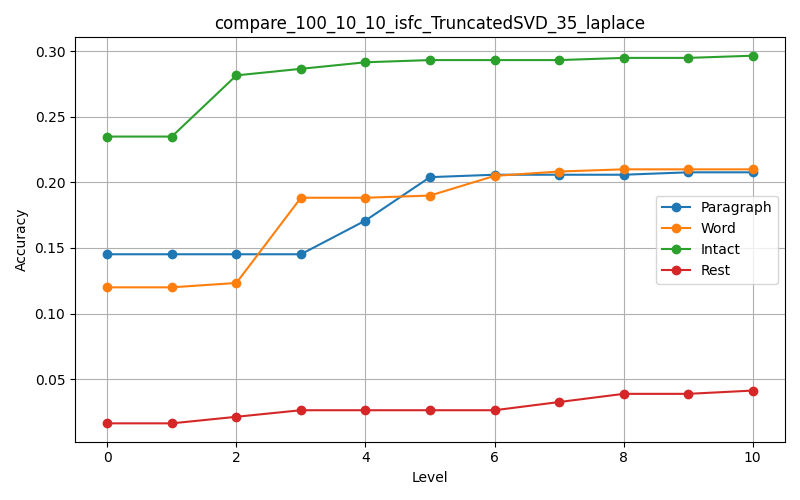 compare_100_10_10_isfc_TruncatedSVD_35_laplace
0.30
0.25
0.20
0.15
0.10
0.05
Accuracy
Paragraph
Word
Intact
Rest
0 2 4 6 8 10
Level